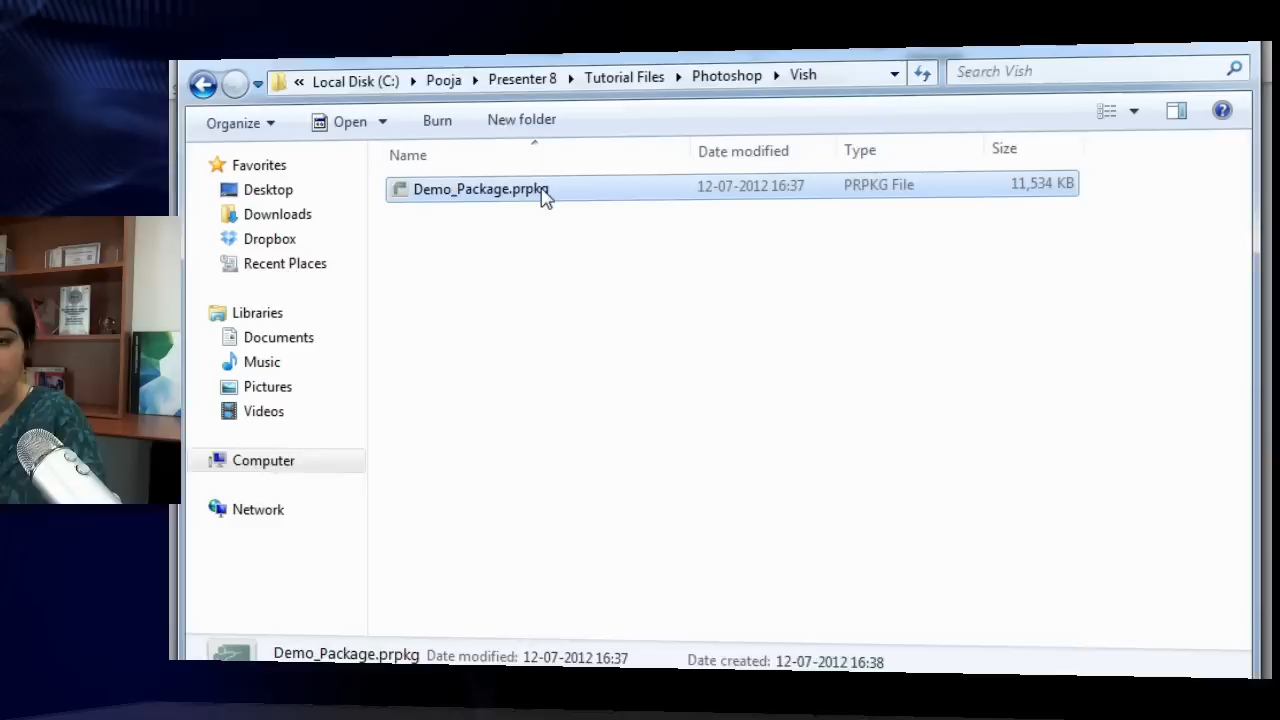 « Local Disk (C:) Pooja Presenter 8 Tutorial Files Photoshop Vish Search Vish
Organize Open Burn New folder
Name Date modified Type Size
Demo_Package.prpkg 12-07-2012 16:37 PRPKG File 11,534 KB
Favorites
Desktop
Downloads
Dropbox
Recent Places
Libraries
Documents
Music
Pictures
Videos
Computer
Network
Demo_Package.prpkg Date modified: 12-07-2012 16:37 Date created: 12-07-2012 16:38